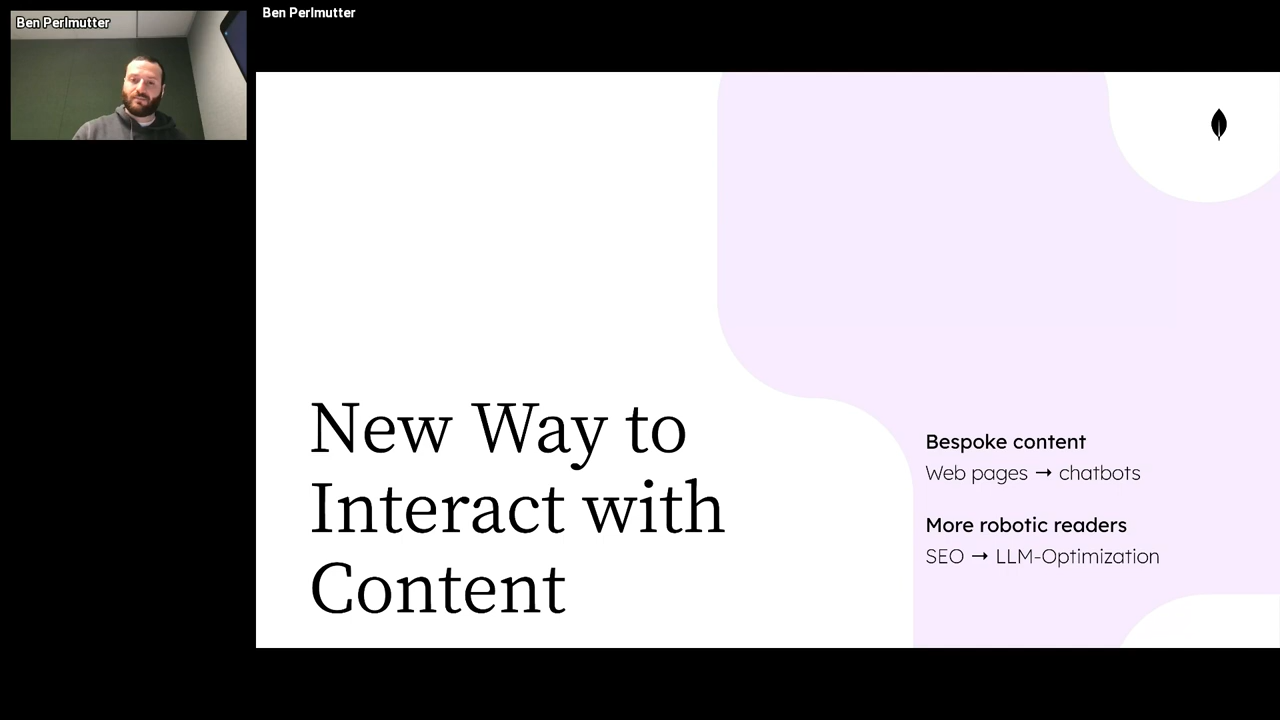 Ben Perlmutter
Ben Perlmutter
New Way to
Interact with
Content
Bespoke content
Web pages → chatbots
More robotic readers
SEO → LLM-Optimization